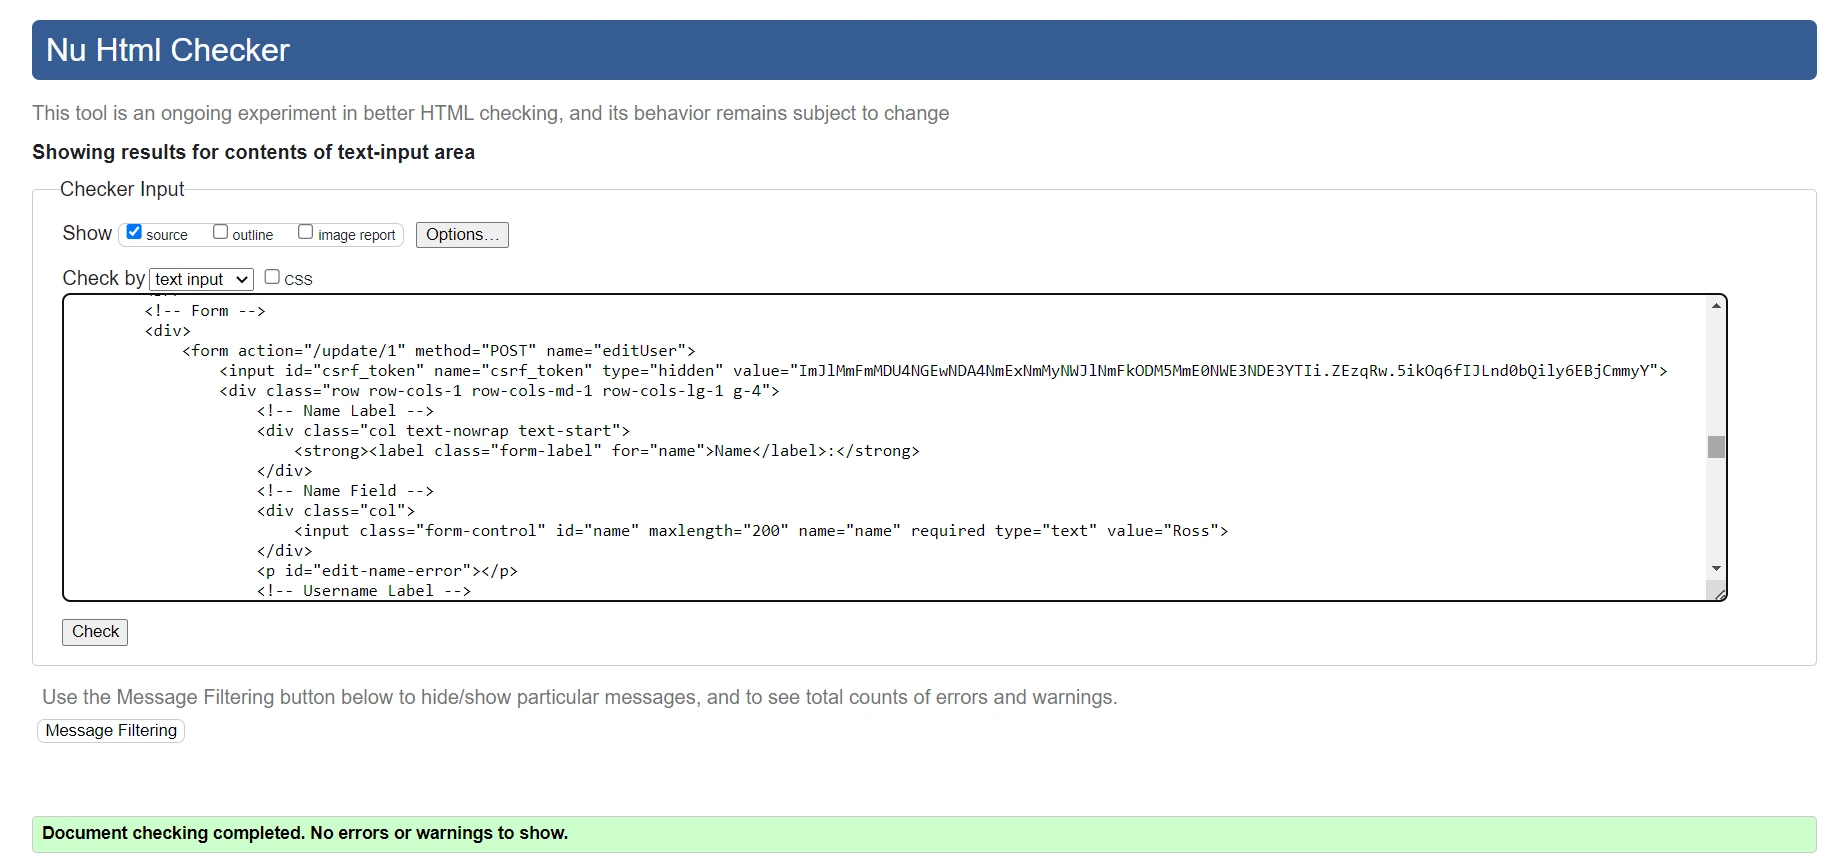 Nu Html Checker
This tool is an ongoing experiment in better HTML checking, and its behavior remains subject to change
Showing results for contents of text-input area
Checker Input
Show source outline image report Options...
Check by text input CSS
<!-- Form -->
<div>
<form action="/update/1" method="POST" name="editUser">
<input id="csrf_token" name="csrf_token" type="hidden" value="ImJlMmFmMDU4NGEwNDA4NmExNmMyNWJlNmFkODM5MmE0NWE3NDE3YTIi.ZEzqRw.5ikOq6fIJLnd0bQily6EBjCmmyY">
<div class="row row-cols-1 row-cols-md-1 row-cols-lg-1 g-4">
<!-- Name Label -->
<div class="col text-nowrap text-start">
<strong><label class="form-label" for="name">Name</label>:</strong>
</div>
<!-- Name Field -->
<div class="col">
<input class="form-control" id="name" maxlength="200" name="name" required type="text" value="Ross">
</div>
<p id="edit-name-error"></p>
<!-- Username Label -->
Check
Use the Message Filtering button below to hide/show particular messages, and to see total counts of errors and warnings.
Message Filtering
Document checking completed. No errors or warnings to show.